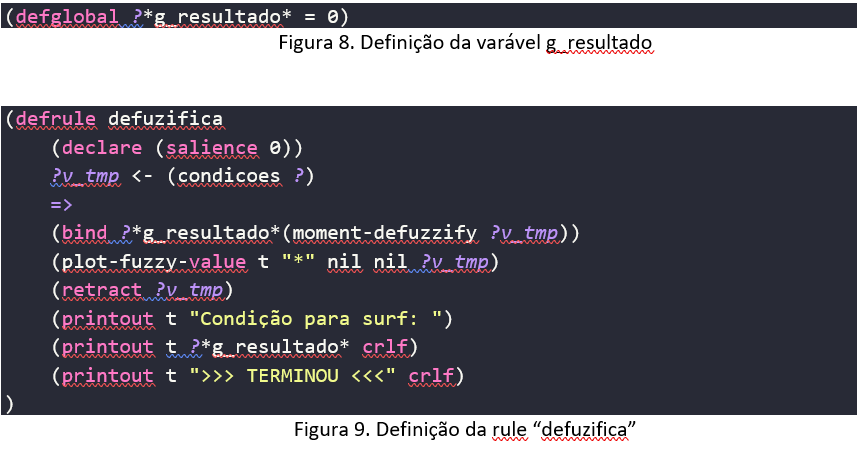 (defglobal ?*g_resultado* = 0)
Figura 8. Definição da varável g_resultado
(defrule defuzifica
(declare (salience 0))
?v_tmp <- (condicoes ?)
=>
(bind ?*g_resultado*(moment-defuzzify ?v_tmp))
(plot-fuzzy-value t "*" nil nil ?v_tmp)
(retract ?v_tmp)
(printout t "Condição para surf: ")
(printout t ?*g_resultado* crlf)
(printout t ">>> TERMINOU <<<" crlf)
)
Figura 9. Definição da rule “defuzifica”